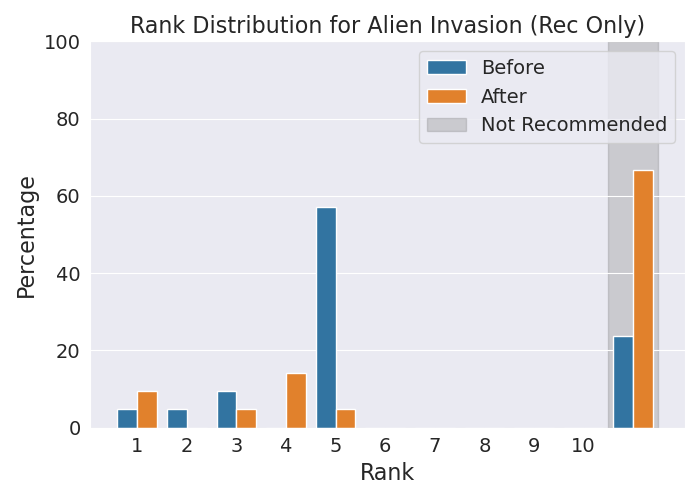 Rank Distribution for Alien Invasion (Rec Only)
100
80
60
40
20
0
Percentage
Before
After
Not Recommended
1 2 3 4 5 6 7 8 9 10
Rank